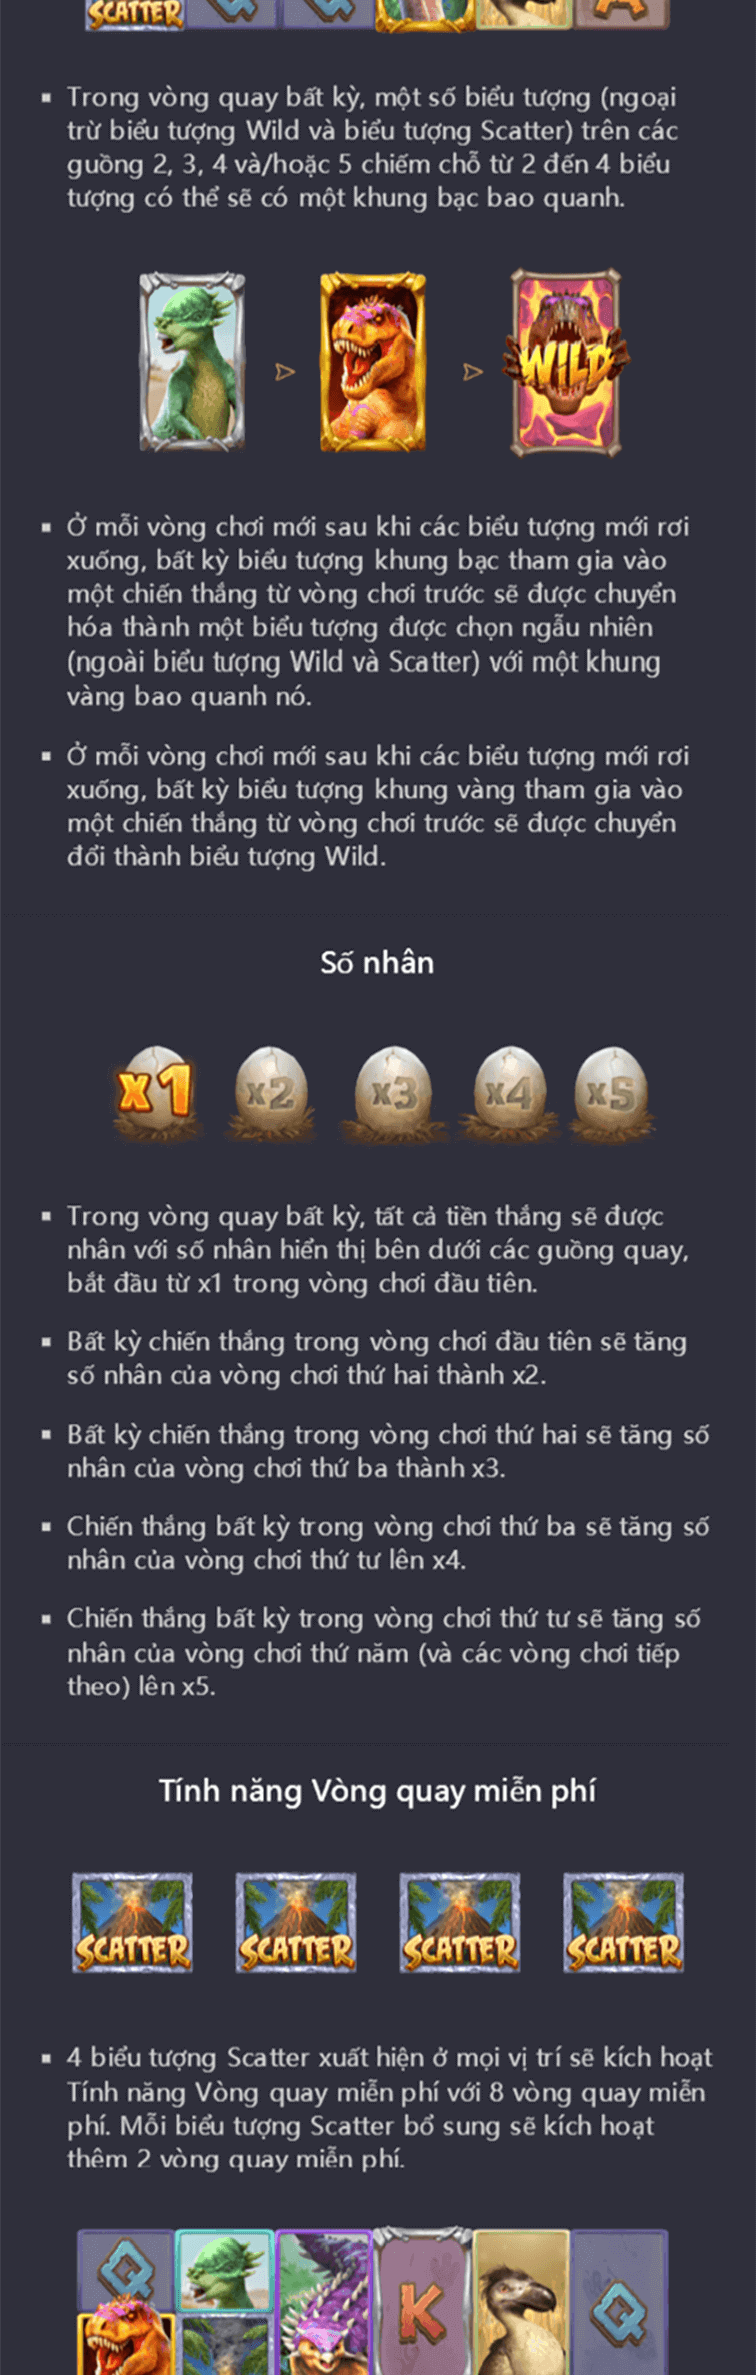 SCATTER
Trong vòng quay bất kỳ, một số biểu tượng (ngoại
trừ biểu tượng Wild và biểu tượng Scatter) trên các
guồng 2, 3, 4 và/hoặc 5 chiếm chỗ từ 2 đến 4 biểu
tượng có thể sẽ có một khung bạc bao quanh.
WILD
Ở mỗi vòng chơi mới sau khi các biểu tượng mới rơi
xuống, bất kỳ biểu tượng khung bạc tham gia vào
một chiến thắng từ vòng chơi trước sẽ được chuyển
hóa thành một biểu tượng được chọn ngẫu nhiên
(ngoài biểu tượng Wild và Scatter) với một khung
vàng bao quanh nó.
Ở mỗi vòng chơi mới sau khi các biểu tượng mới rơi
xuống, bất kỳ biểu tượng khung vàng tham gia vào
một chiến thắng từ vòng chơi trước sẽ được chuyển
đổi thành biểu tượng Wild.
Số nhân
x1 x2 x3 x4 x5
Trong vòng quay bất kỳ, tất cả tiền thắng sẽ được
nhân với số nhân hiển thị bên dưới các guồng quay,
bắt đầu từ x1 trong vòng chơi đầu tiên.
Bất kỳ chiến thắng trong vòng chơi đầu tiên sẽ tăng
số nhân của vòng chơi thứ hai thành x2.
Bất kỳ chiến thắng trong vòng chơi thứ hai sẽ tăng số
nhân của vòng chơi thứ ba thành x3.
Chiến thắng bất kỳ trong vòng chơi thứ ba sẽ tăng số
nhân của vòng chơi thứ tư lên x4.
Chiến thắng bất kỳ trong vòng chơi thứ tư sẽ tăng số
nhân của vòng chơi thứ năm (và các vòng chơi tiếp
theo) lên x5.
Tính năng Vòng quay miễn phí
SCATTER SCATTER SCATTER SCATTER
4 biểu tượng Scatter xuất hiện ở mọi vị trí sẽ kích hoạt
Tính năng Vòng quay miễn phí với 8 vòng quay miễn
phí. Mỗi biểu tượng Scatter bổ sung sẽ kích hoạt
thêm 2 vòng quay miễn phí.
Q K Q